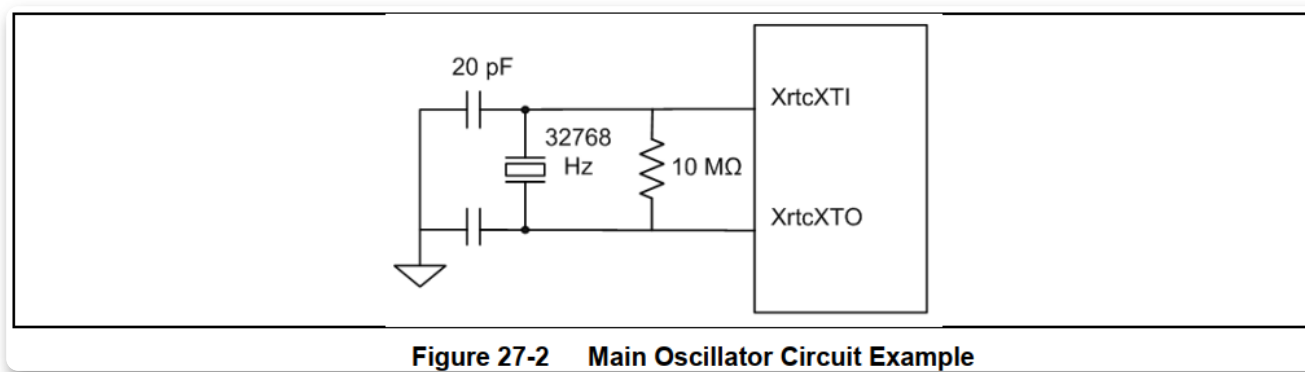 20 pF
XrtcXTI
32768
Hz
10 MΩ
XrtcXTO
Figure 27-2 Main Oscillator Circuit Example